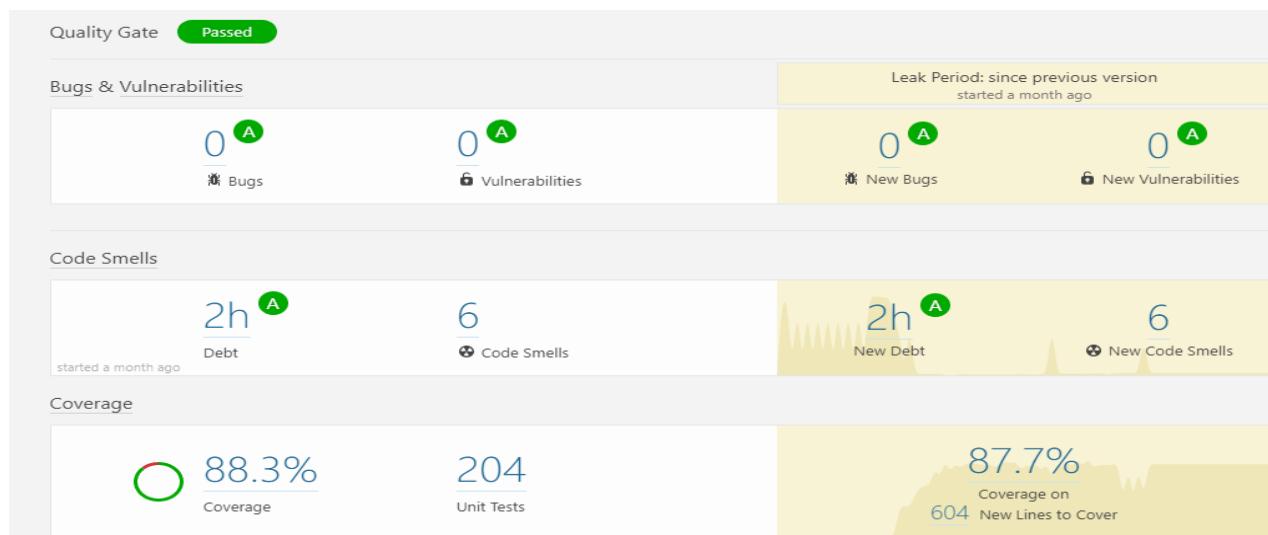 Quality Gate Passed
Bugs & Vulnerabilities
Leak Period: since previous version
started a month ago
0 A
Bugs
0 A
Vulnerabilities
0 A
New Bugs
0 A
New Vulnerabilities
Code Smells
2h A
Debt
started a month ago
6
Code Smells
2h A
New Debt
6
New Code Smells
Coverage
88.3%
Coverage
204
Unit Tests
87.7%
Coverage on
604 New Lines to Cover